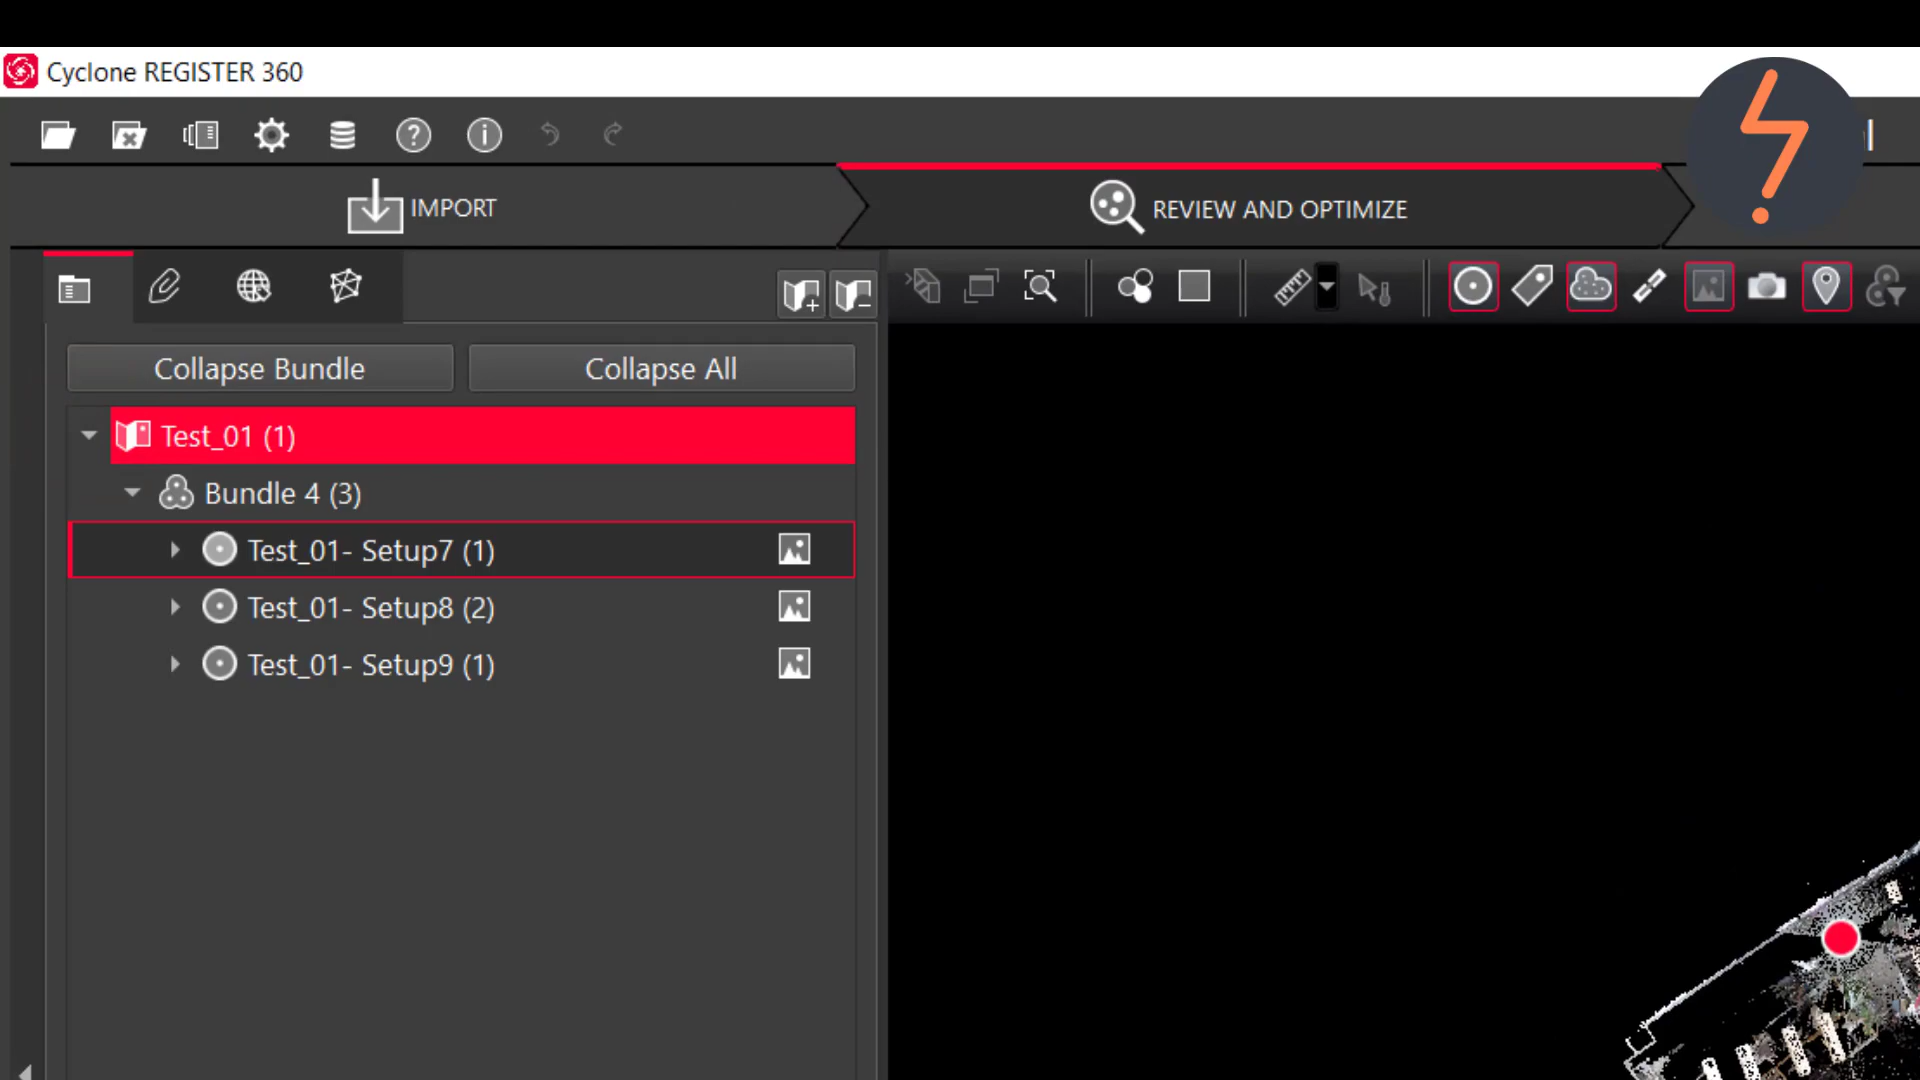 Cyclone REGISTER 360
IMPORT
REVIEW AND OPTIMIZE
Collapse Bundle
Collapse All
Test_01 (1)
Bundle 4 (3)
Test_01- Setup7 (1)
Test_01- Setup8 (2)
Test_01- Setup9 (1)